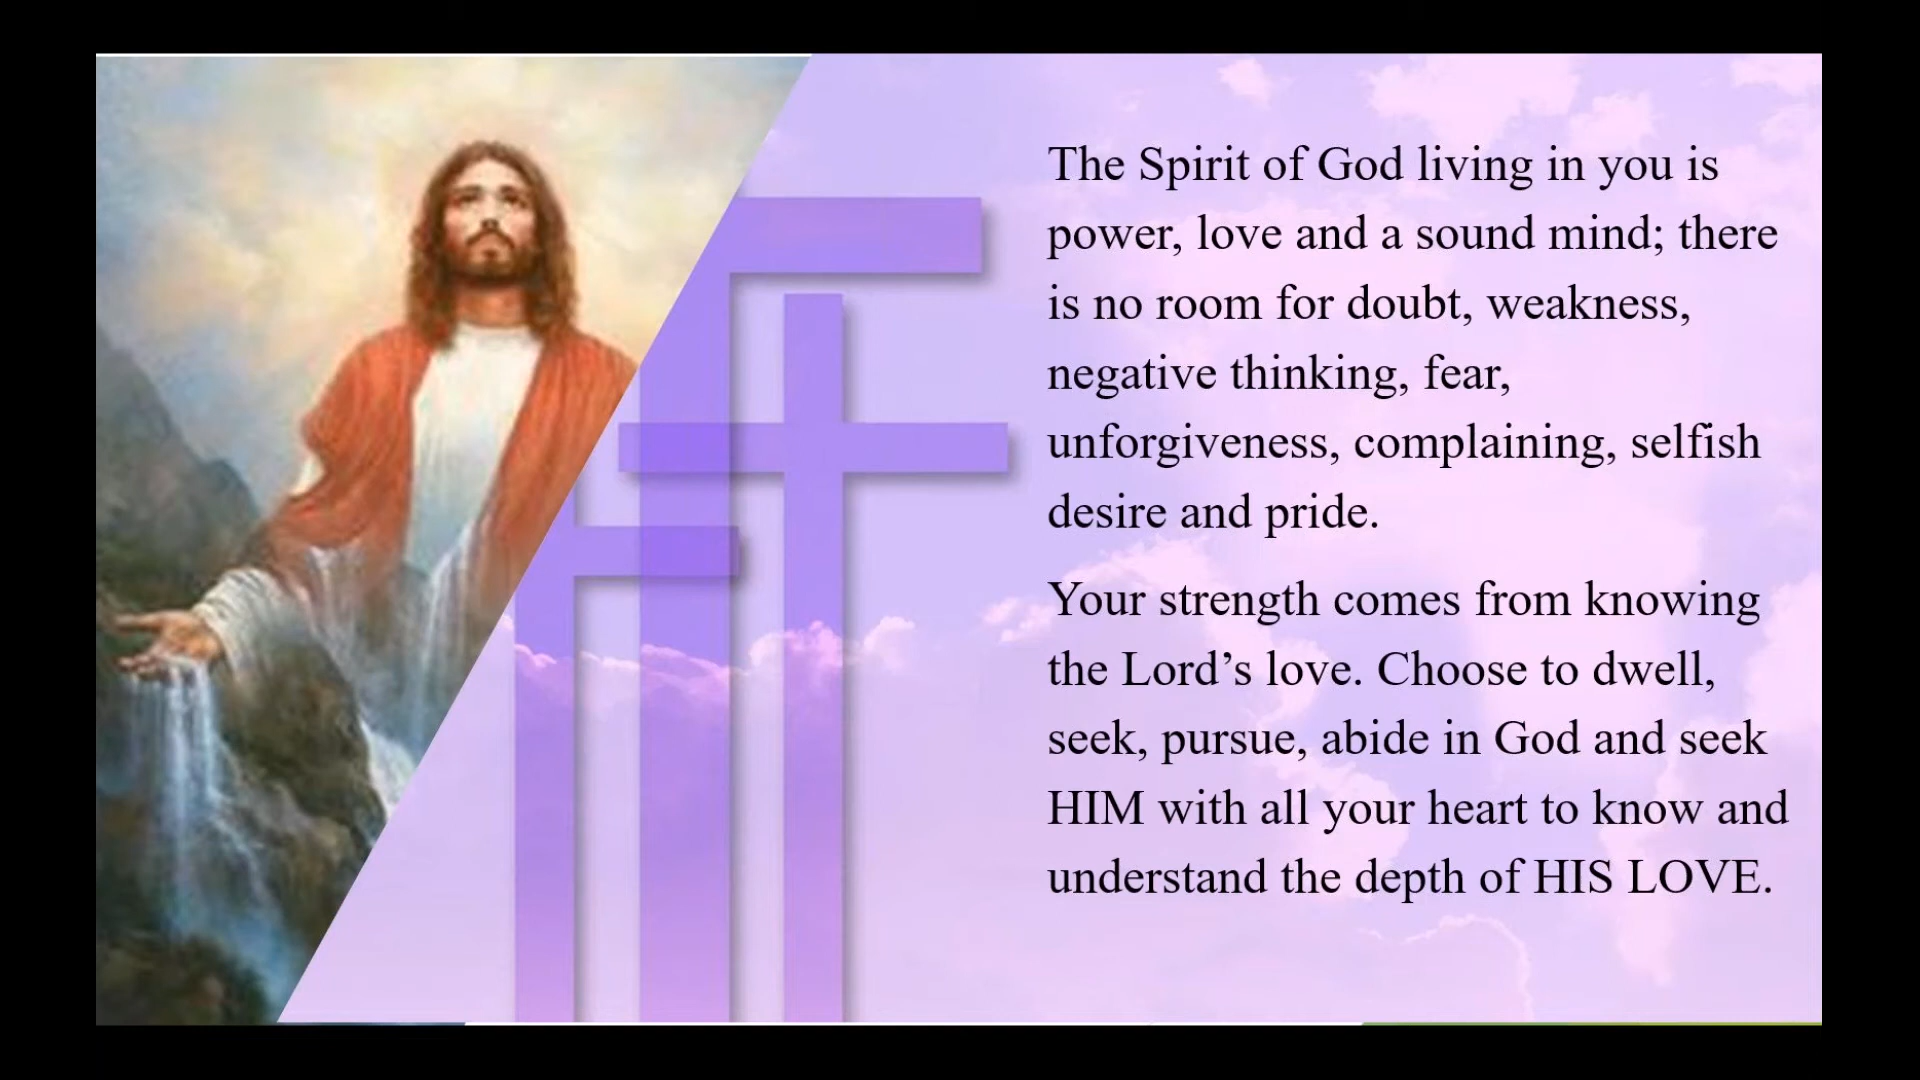 The Spirit of God living in you is
power, love and a sound mind; there
is no room for doubt, weakness,
negative thinking, fear,
unforgiveness, complaining, selfish
desire and pride.
Your strength comes from knowing
the Lord’s love. Choose to dwell,
seek, pursue, abide in God and seek
HIM with all your heart to know and
understand the depth of HIS LOVE.